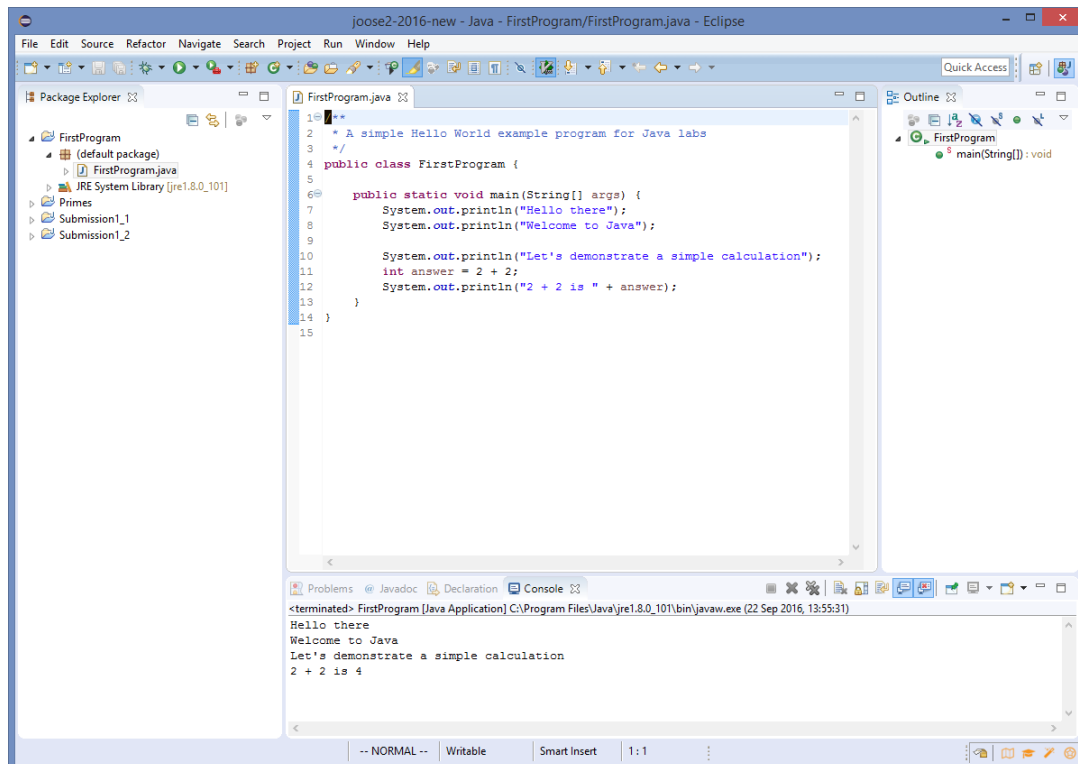 joose2-2016-new - Java - FirstProgram/FirstProgram.java - Eclipse
File Edit Source Refactor Navigate Search Project Run Window Help
Quick Access
Package Explorer
FirstProgram
(default package)
FirstProgram.java
JRE System Library [jre1.8.0_101]
Primes
Submission1_1
Submission1_2
FirstProgram.java
1 /**
2 * A simple Hello World example program for Java labs
3 */
4 public class FirstProgram {
5
6 public static void main(String[] args) {
7 System.out.println("Hello there");
8 System.out.println("Welcome to Java");
9
10 System.out.println("Let's demonstrate a simple calculation");
11 int answer = 2 + 2;
12 System.out.println("2 + 2 is " + answer);
13 }
14 }
15
Outline
FirstProgram
main(String[]) : void
Problems @ Javadoc Declaration Console
<terminated> FirstProgram [Java Application] C:\Program Files\Java\jre1.8.0_101\bin\javaw.exe (22 Sep 2016, 13:55:31)
Hello there
Welcome to Java
Let's demonstrate a simple calculation
2 + 2 is 4
-- NORMAL -- Writable Smart Insert 1 : 1